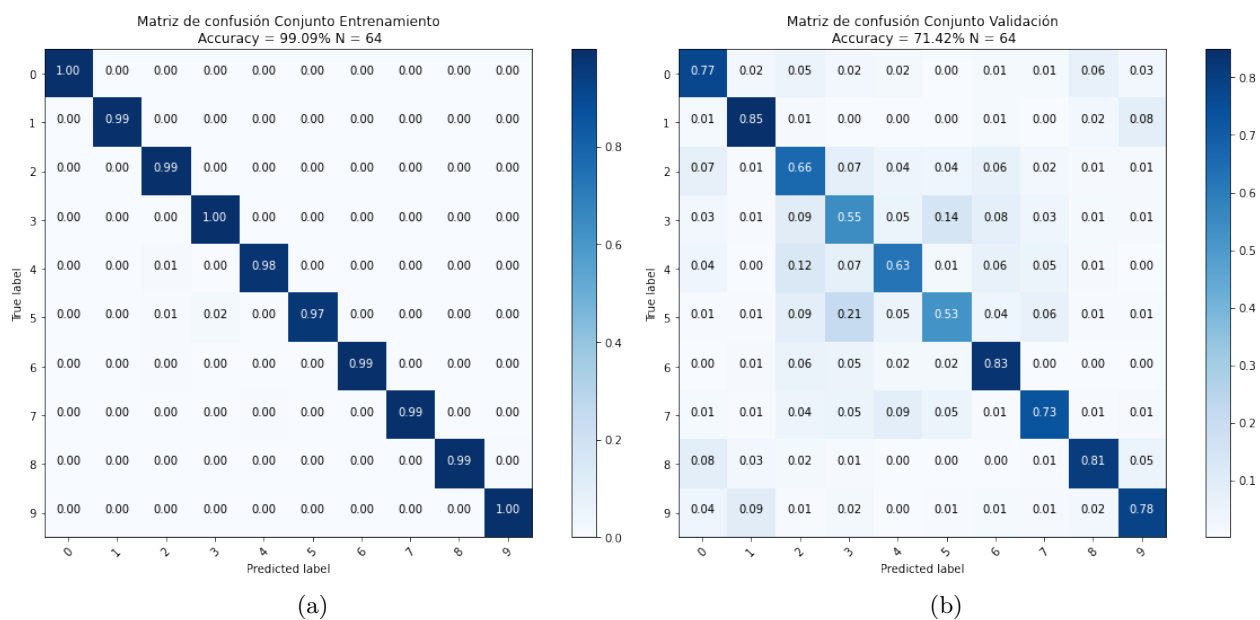 Matriz de confusión Conjunto Entrenamiento
Accuracy = 99.09% N = 64
True label
0 1.00 0.00 0.00 0.00 0.00 0.00 0.00 0.00 0.00 0.00
1 0.00 0.99 0.00 0.00 0.00 0.00 0.00 0.00 0.00 0.00
2 0.00 0.00 0.99 0.00 0.00 0.00 0.00 0.00 0.00 0.00
3 0.00 0.00 0.00 1.00 0.00 0.00 0.00 0.00 0.00 0.00
4 0.00 0.00 0.01 0.00 0.98 0.00 0.00 0.00 0.00 0.00
5 0.00 0.00 0.01 0.02 0.00 0.97 0.00 0.00 0.00 0.00
6 0.00 0.00 0.00 0.00 0.00 0.00 0.99 0.00 0.00 0.00
7 0.00 0.00 0.00 0.00 0.00 0.00 0.00 0.99 0.00 0.00
8 0.00 0.00 0.00 0.00 0.00 0.00 0.00 0.00 0.99 0.00
9 0.00 0.00 0.00 0.00 0.00 0.00 0.00 0.00 0.00 1.00
0 1 2 3 4 5 6 7 8 9
Predicted label
0.8
0.6
0.4
0.2
0.0
(a)
Matriz de confusión Conjunto Validación
Accuracy = 71.42% N = 64
True label
0 0.77 0.02 0.05 0.02 0.02 0.00 0.01 0.01 0.06 0.03
1 0.01 0.85 0.01 0.00 0.00 0.00 0.01 0.00 0.02 0.08
2 0.07 0.01 0.66 0.07 0.04 0.04 0.06 0.02 0.01 0.01
3 0.03 0.01 0.09 0.55 0.05 0.14 0.08 0.03 0.01 0.01
4 0.04 0.00 0.12 0.07 0.63 0.01 0.06 0.05 0.01 0.00
5 0.01 0.01 0.09 0.21 0.05 0.53 0.04 0.06 0.01 0.01
6 0.00 0.01 0.06 0.05 0.02 0.02 0.83 0.00 0.00 0.00
7 0.01 0.01 0.04 0.05 0.09 0.05 0.01 0.73 0.01 0.01
8 0.08 0.03 0.02 0.01 0.00 0.00 0.00 0.01 0.81 0.05
9 0.04 0.09 0.01 0.02 0.00 0.01 0.01 0.01 0.02 0.78
0 1 2 3 4 5 6 7 8 9
Predicted label
0.8
0.7
0.6
0.5
0.4
0.3
0.2
0.1
(b)